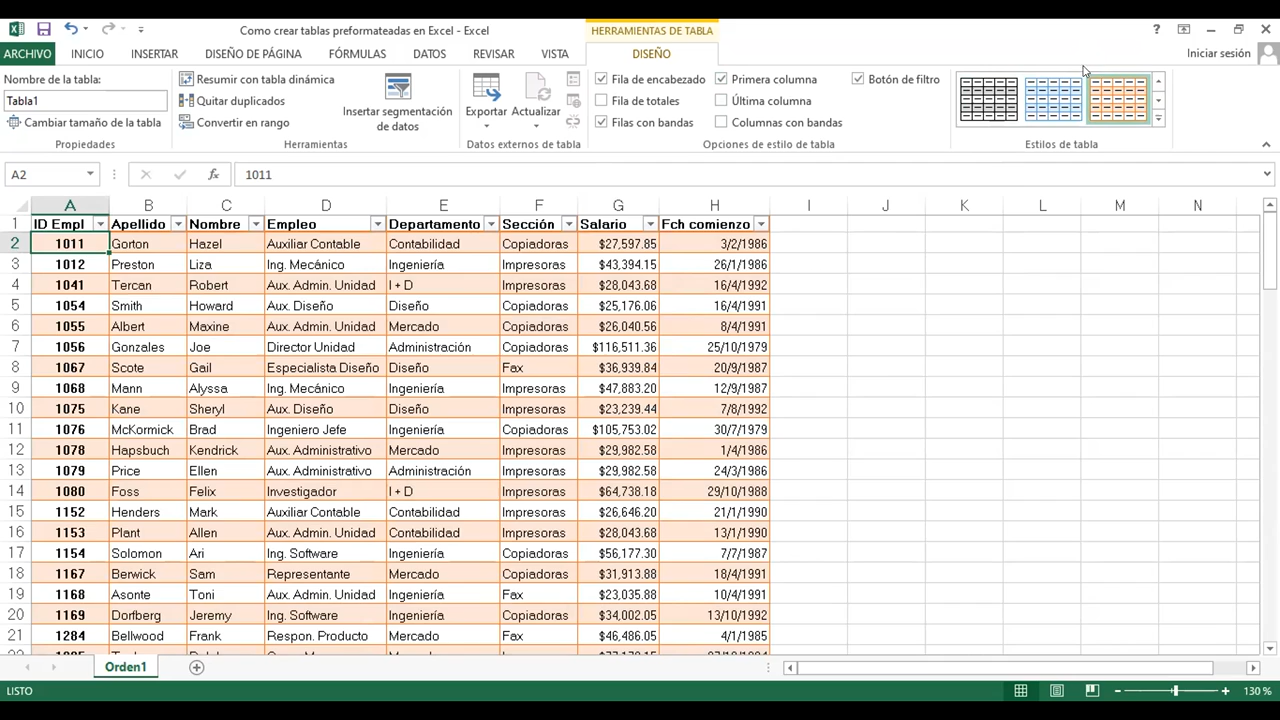 Como crear tablas preformateadas en Excel - Excel
HERRAMIENTAS DE TABLA
?
ARCHIVO INICIO INSERTAR DISEÑO DE PÁGINA FÓRMULAS DATOS REVISAR VISTA DISEÑO Iniciar sesión
Nombre de la tabla:
Tabla1
Cambiar tamaño de la tabla
Propiedades
Resumir con tabla dinámica
Quitar duplicados
Convertir en rango
Insertar segmentación
de datos
Herramientas
Exportar Actualizar
Datos externos de tabla
Fila de encabezado Primera columna Botón de filtro
Fila de totales Última columna
Filas con bandas Columnas con bandas
Opciones de estilo de tabla
Estilos de tabla
A2 fx 1011
A B C D E F G H I J K L M N
1 ID Empl Apellido Nombre Empleo Departamento Sección Salario Fch comienzo
2 1011 Gorton Hazel Auxiliar Contable Contabilidad Copiadoras $27,597.85 3/2/1986
3 1012 Preston Liza Ing. Mecánico Ingeniería Impresoras $43,394.15 26/1/1986
4 1041 Tercan Robert Aux. Admin. Unidad I + D Impresoras $28,043.68 16/4/1992
5 1054 Smith Howard Aux. Diseño Diseño Copiadoras $25,176.06 16/4/1991
6 1055 Albert Maxine Aux. Admin. Unidad Mercado Copiadoras $26,040.56 8/4/1991
7 1056 Gonzales Joe Director Unidad Administración Copiadoras $116,511.36 25/10/1979
8 1067 Scote Gail Especialista Diseño Diseño Fax $36,939.84 20/9/1987
9 1068 Mann Alyssa Ing. Mecánico Ingeniería Impresoras $47,883.20 12/9/1987
10 1075 Kane Sheryl Aux. Diseño Diseño Impresoras $23,239.44 7/8/1992
11 1076 McKormick Brad Ingeniero Jefe Ingeniería Impresoras $105,753.02 30/7/1979
12 1078 Hapsbuch Kendrick Aux. Administrativo Mercado Impresoras $29,982.58 1/4/1986
13 1079 Price Ellen Aux. Administrativo Administración Impresoras $29,982.58 24/3/1986
14 1080 Foss Felix Investigador I + D Impresoras $64,738.18 29/10/1988
15 1152 Henders Mark Auxiliar Contable Contabilidad Impresoras $26,646.20 21/1/1990
16 1153 Plant Allen Aux. Admin. Unidad Contabilidad Impresoras $28,043.68 13/1/1990
17 1154 Solomon Ari Ing. Software Ingeniería Copiadoras $56,177.30 7/7/1987
18 1167 Berwick Sam Representante Mercado Copiadoras $31,913.88 18/4/1991
19 1168 Asonte Toni Aux. Admin. Unidad Ingeniería Fax $23,035.88 10/4/1991
20 1169 Dorfberg Jeremy Ing. Software Ingeniería Copiadoras $34,002.05 13/10/1992
21 1284 Bellwood Frank Respon. Producto Mercado Fax $46,486.05 4/1/1985
Orden1
LISTO 130 %